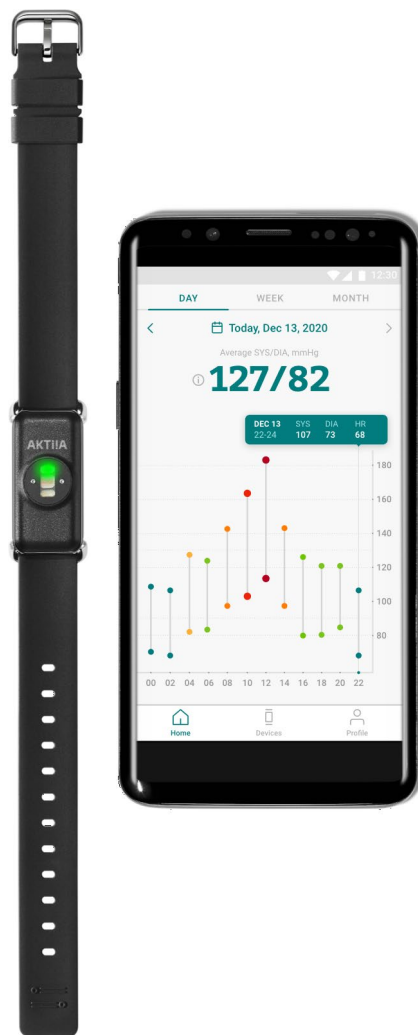 AKTIIA
12:30
DAY WEEK MONTH
Today, Dec 13, 2020
Average SYS/DIA, mmHg
127/82
DEC 13 SYS DIA HR
22-24 107 73 68
180
160
140
120
100
80
00 02 04 06 08 10 12 14 16 18 20 22
Home Devices Profile